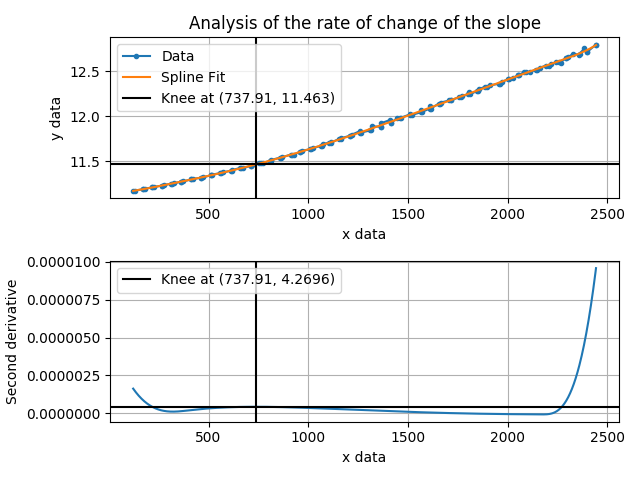 Analysis of the rate of change of the slope
Data
Spline Fit
Knee at (737.91, 11.463)
y data
12.5
12.0
11.5
500
1000
1500
2000
2500
x data
Knee at (737.91, 4.2696)
Second derivative
0.0000100
0.0000075
0.0000050
0.0000025
0.0000000
500
1000
1500
2000
2500
x data